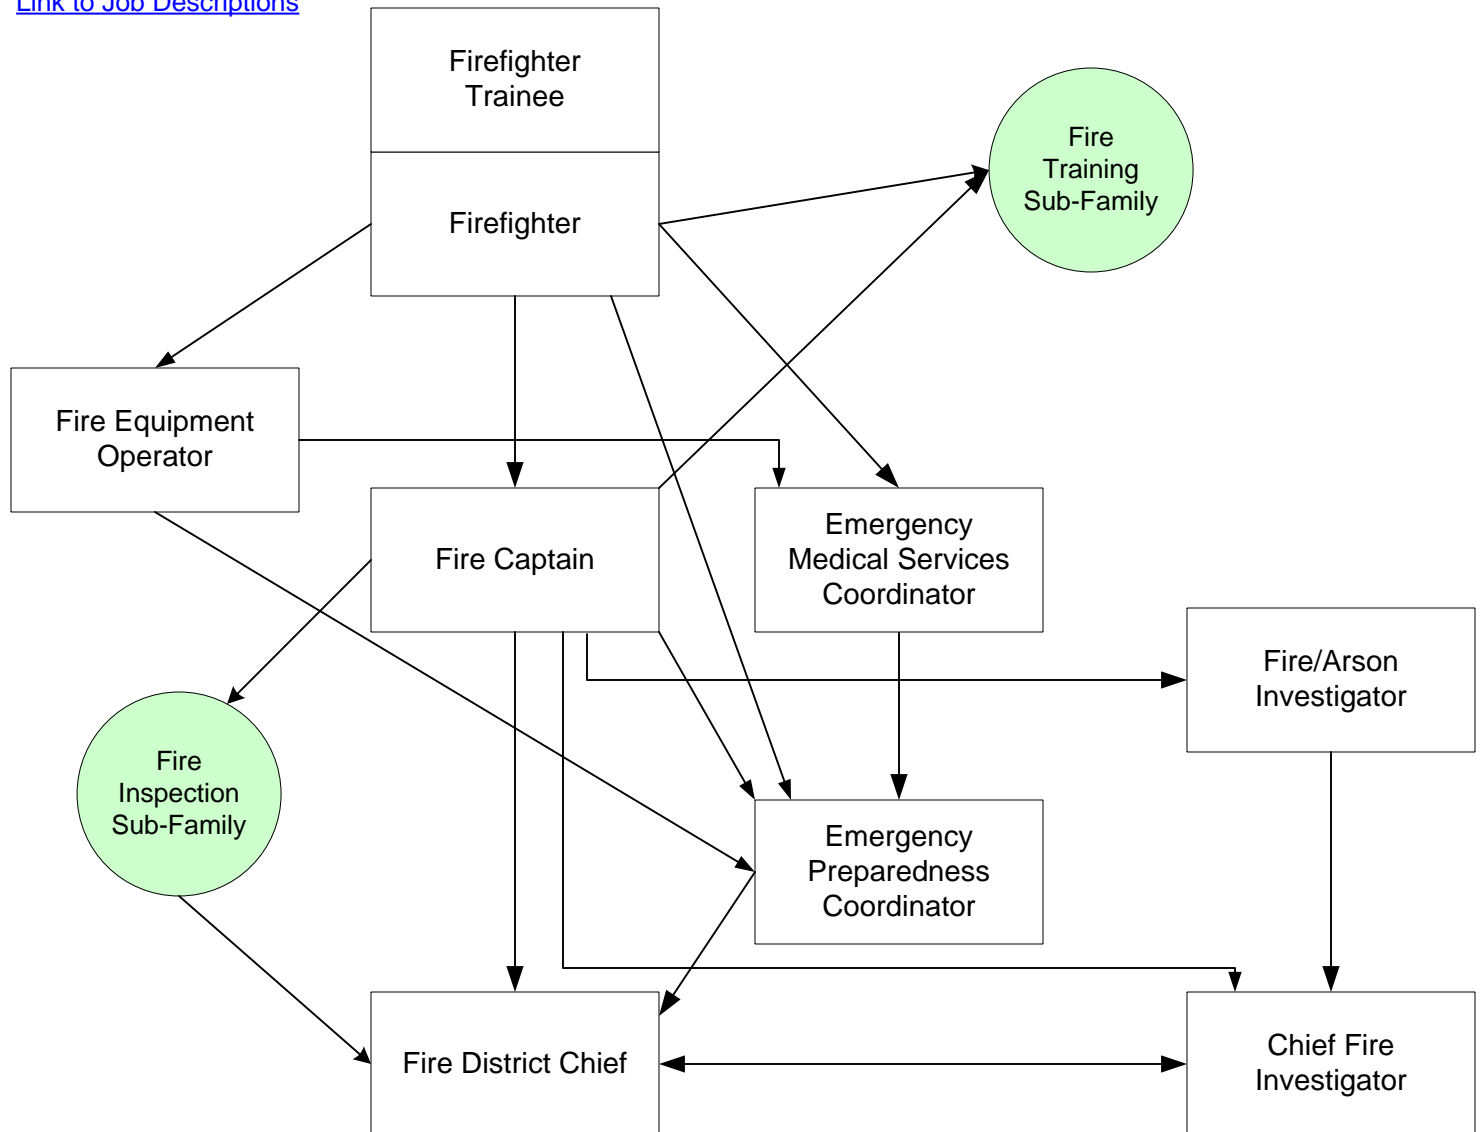 Link to Job Descriptions
Firefighter
Trainee
Fire
Training
Sub-Family
Firefighter
Fire Equipment
Operator
Fire Captain
Emergency
Medical Services
Coordinator
Fire/Arson
Investigator
Fire
Inspection
Sub-Family
Emergency
Preparedness
Coordinator
Fire District Chief
Chief Fire
Investigator